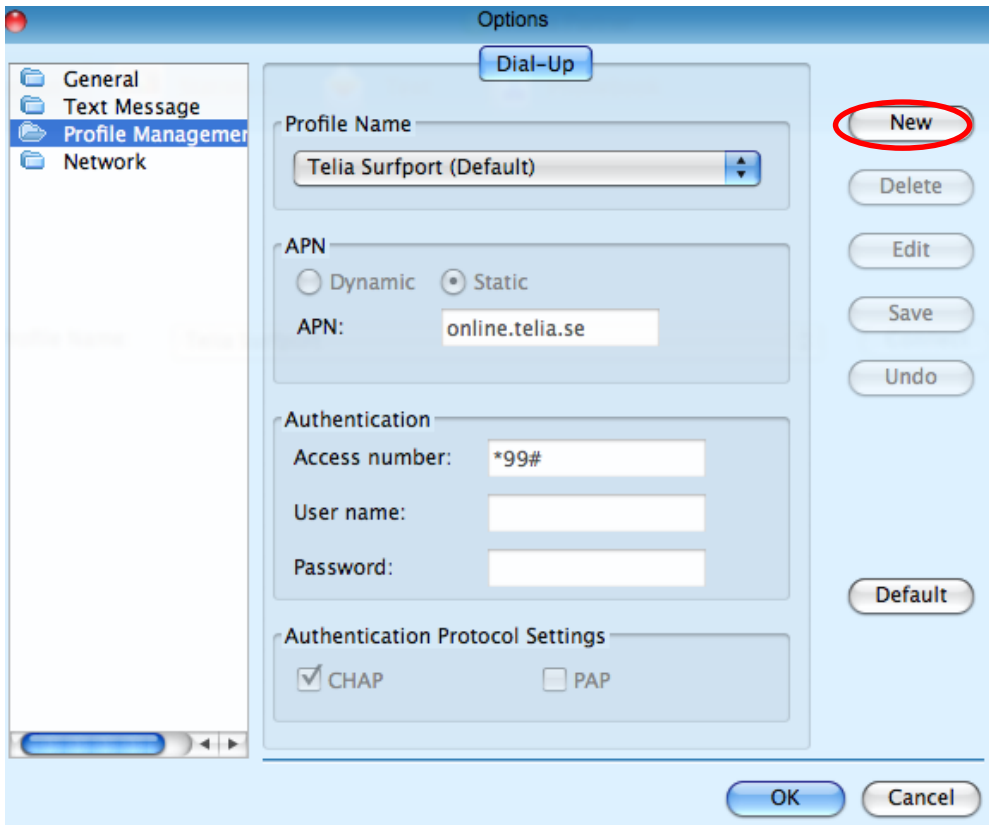 Options
General
Text Message
Profile Managemen
Network
Dial-Up
Profile Name
Telia Surfport (Default)
APN
Dynamic
Static
APN:
online.telia.se
Authentication
Access number:
*99#
User name:
Password:
Authentication Protocol Settings
CHAP
PAP
New
Delete
Edit
Save
Undo
Default
OK
Cancel